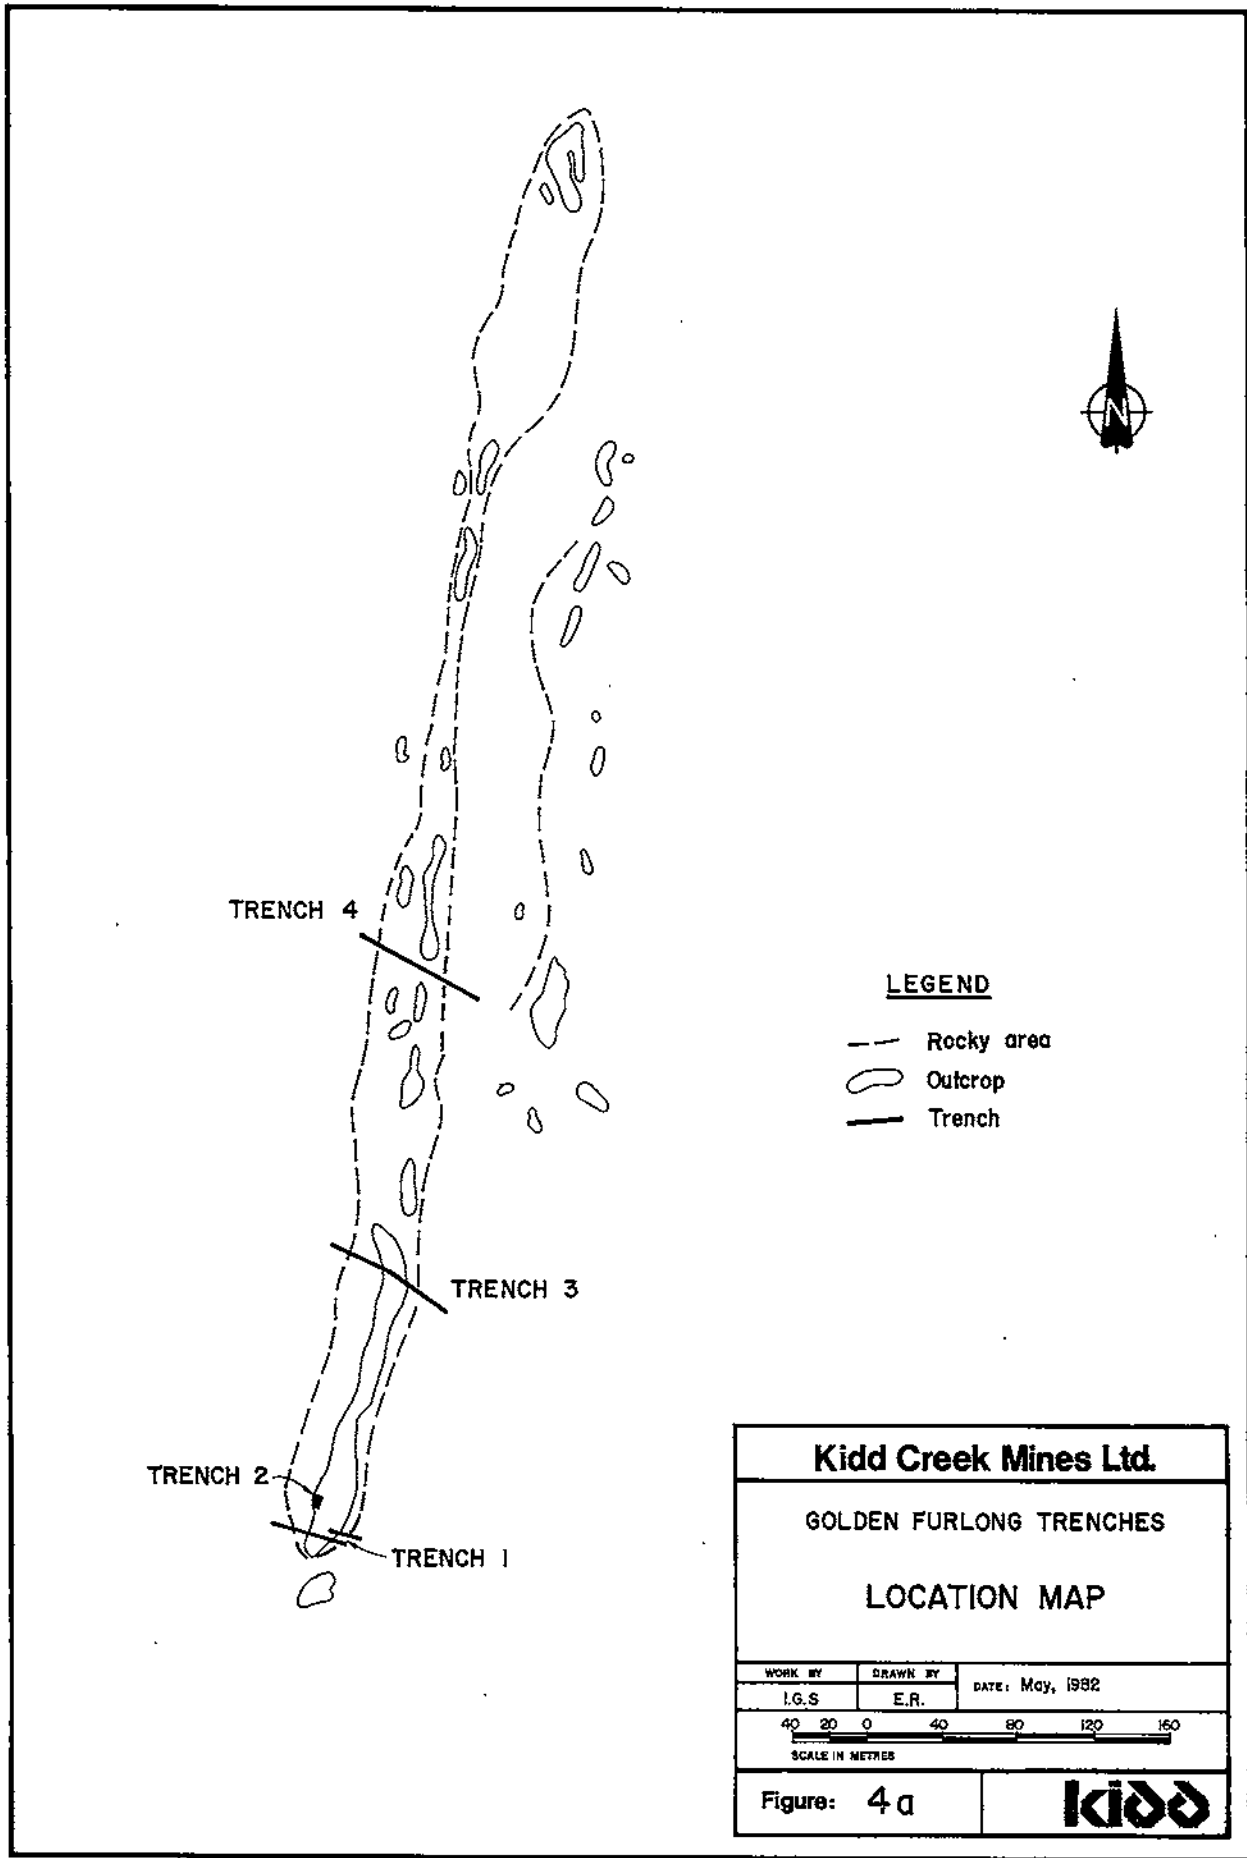 N
TRENCH 4
LEGEND
Rocky area
Outcrop
Trench
TRENCH 3
TRENCH 2
TRENCH 1
Kidd Creek Mines Ltd.
GOLDEN FURLONG TRENCHES
LOCATION MAP
WORK BY
DRAWN BY
DATE: May, 1982
I.G.S
E.R.
40 20 0 40 80 120 160
SCALE IN METRES
Figure: 4a
kidd